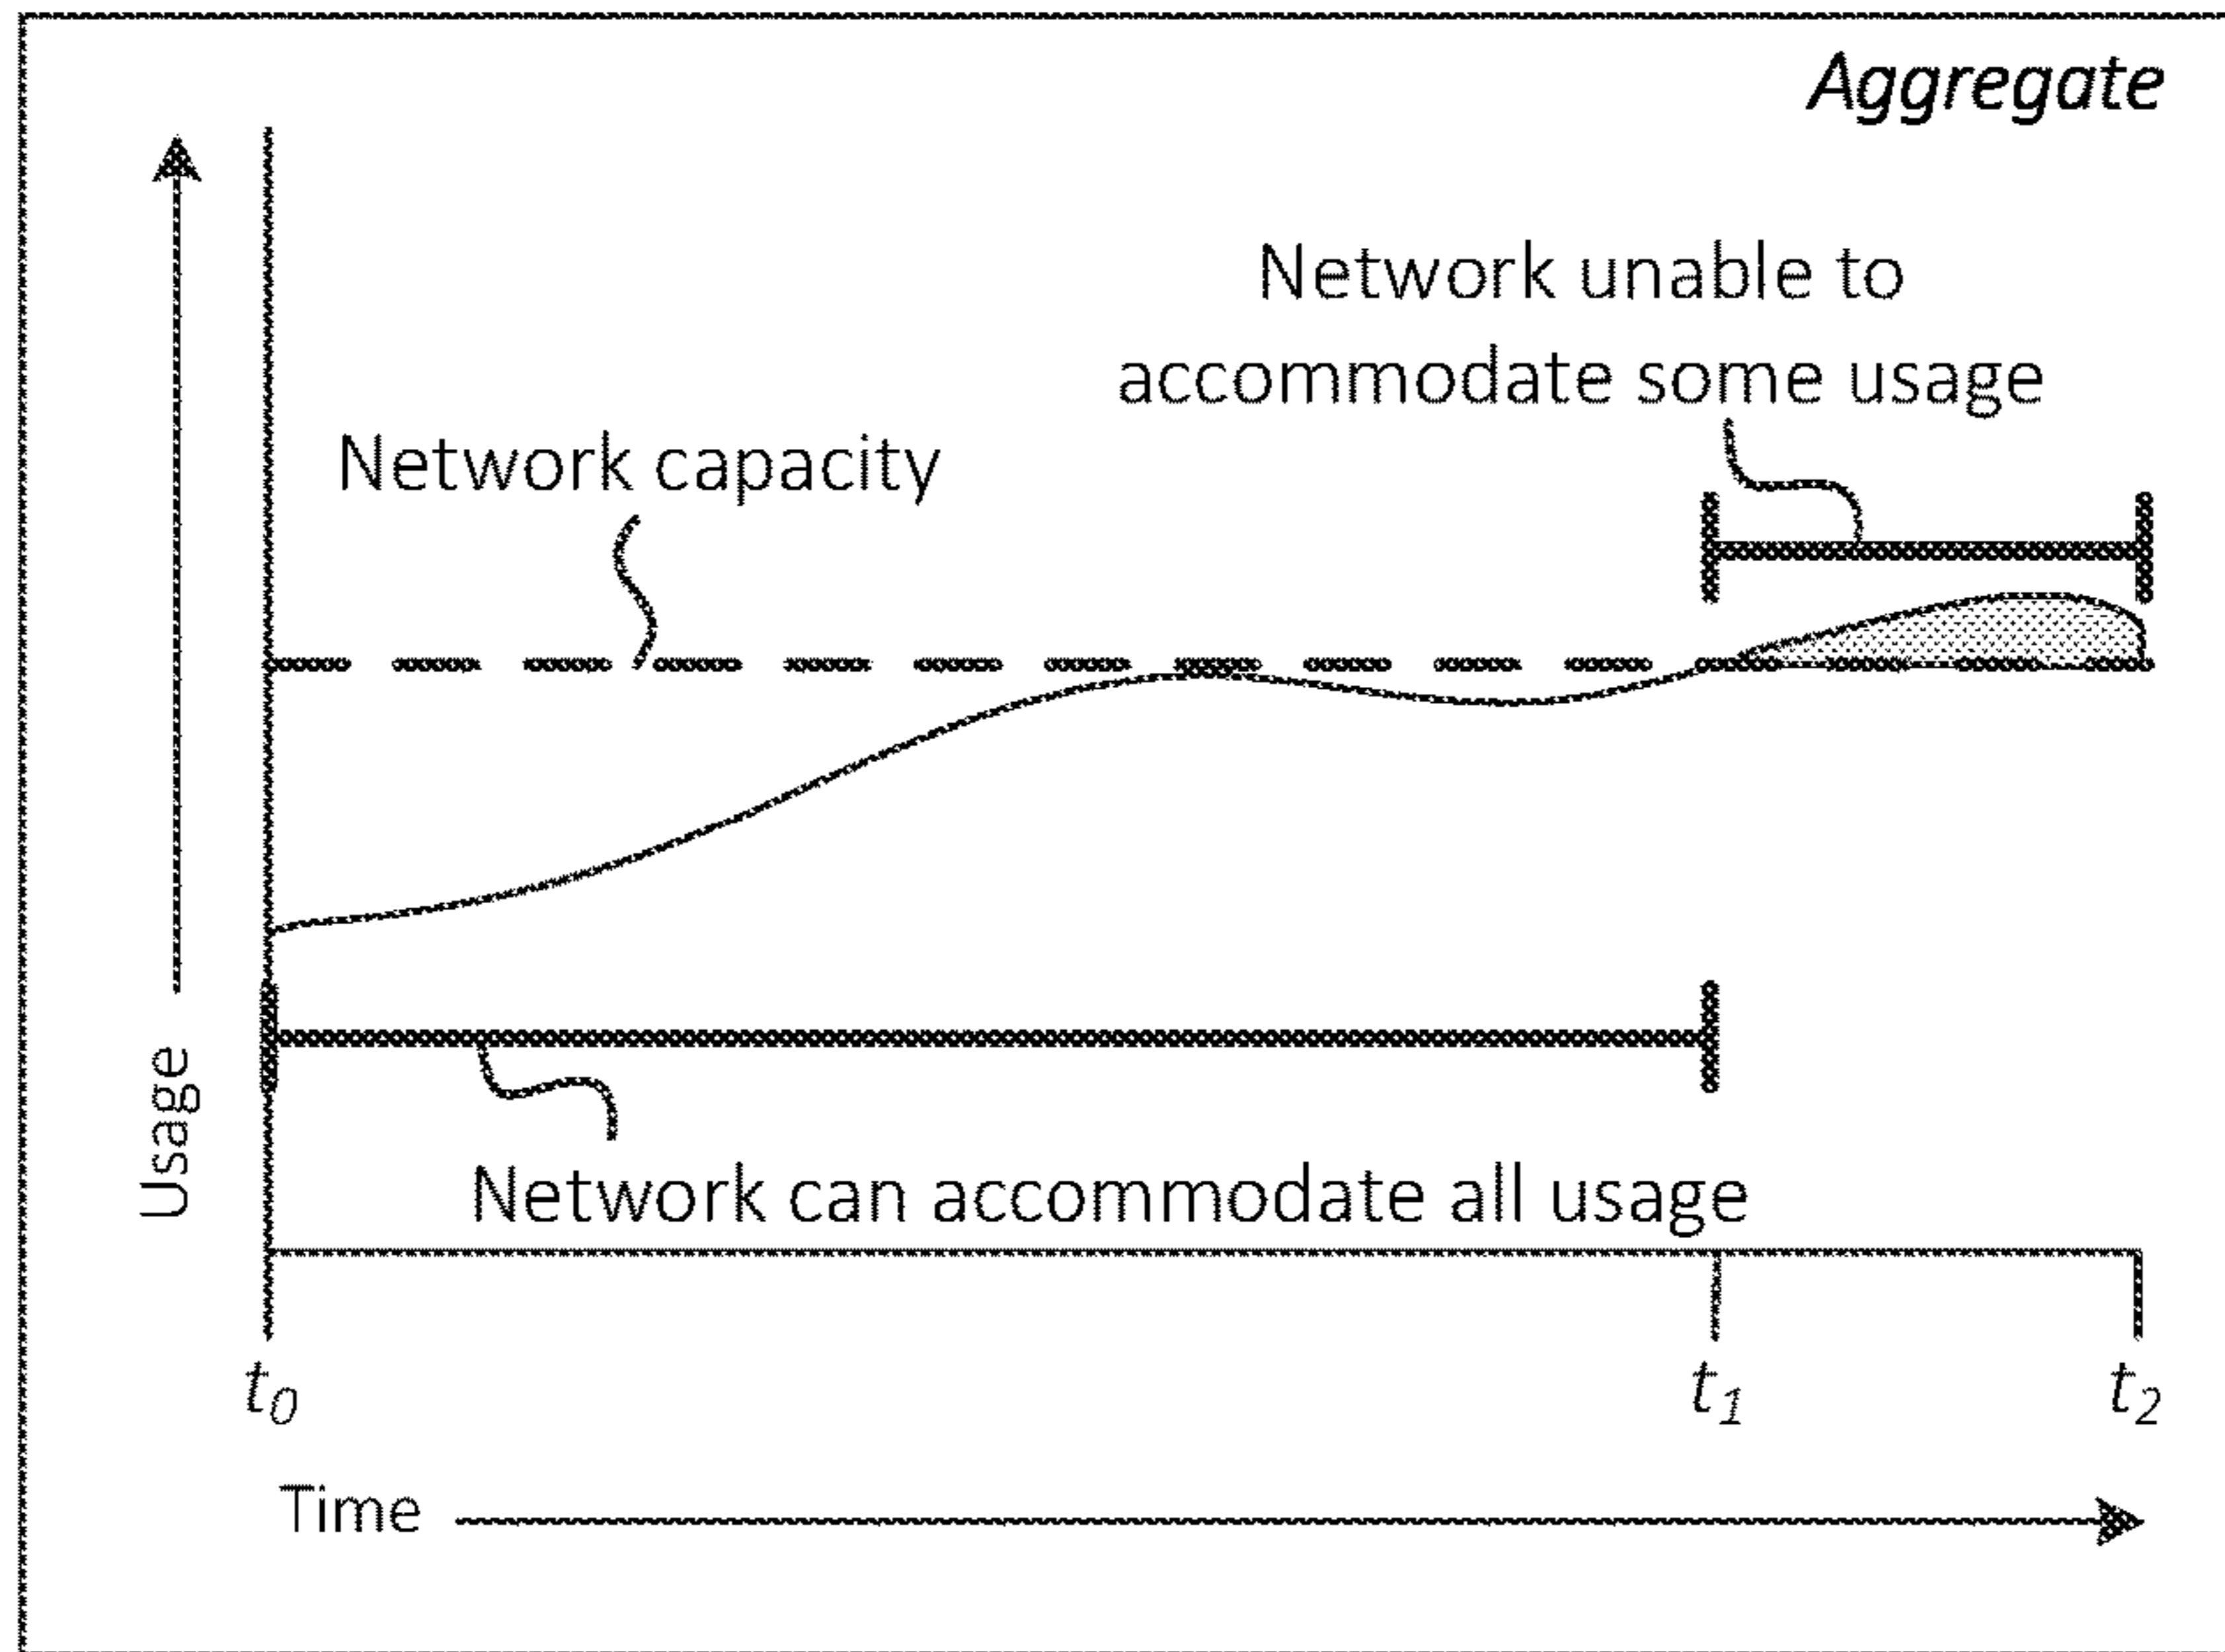 Aggregate
Network unable to
accommodate some usage
Network capacity
Usage
Network can accommodate all usage
t0
t1
t2
Time